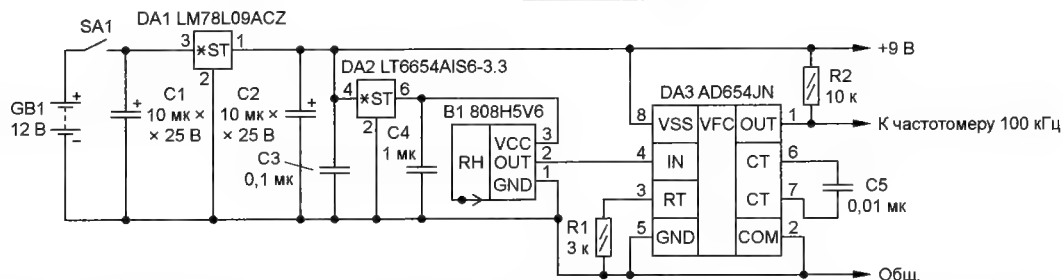 SA1
DA1 LM78L09ACZ
3
*ST
1
2
GB1
12 В
+
−
+
C1
10 мк ×
× 25 В
C2
10 мк ×
× 25 В
+
C3
0,1 мк
DA2 LT6654AIS6-3.3
4
*ST
6
2
C4
1 мк
B1 808H5V6
RH
VCC
OUT
GND
3
2
1
R1
3 к
DA3 AD654JN
8
VSS
VFC
OUT
1
4
IN
CT
6
3
RT
CT
7
5
GND
COM
2
R2
10 к
C5
0,01 мк
+9 В
К частотомеру 100 кГц
Общ.